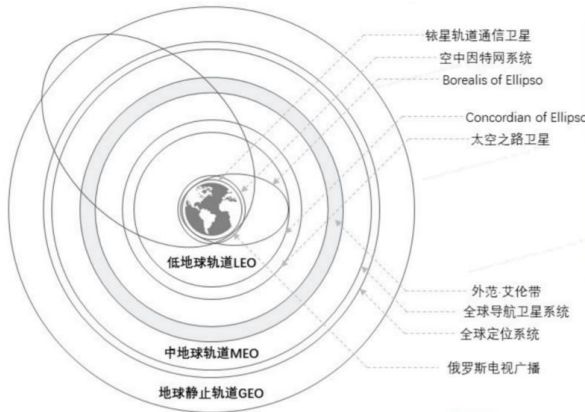 铱星轨道通信卫星
空中因特网系统
Borealis of Ellipso
Concordian of Ellipso
太空之路卫星
低地球轨道LEO
外范·艾伦带
全球导航卫星系统
全球定位系统
中地球轨道MEO
俄罗斯电视广播
地球静止轨道GEO